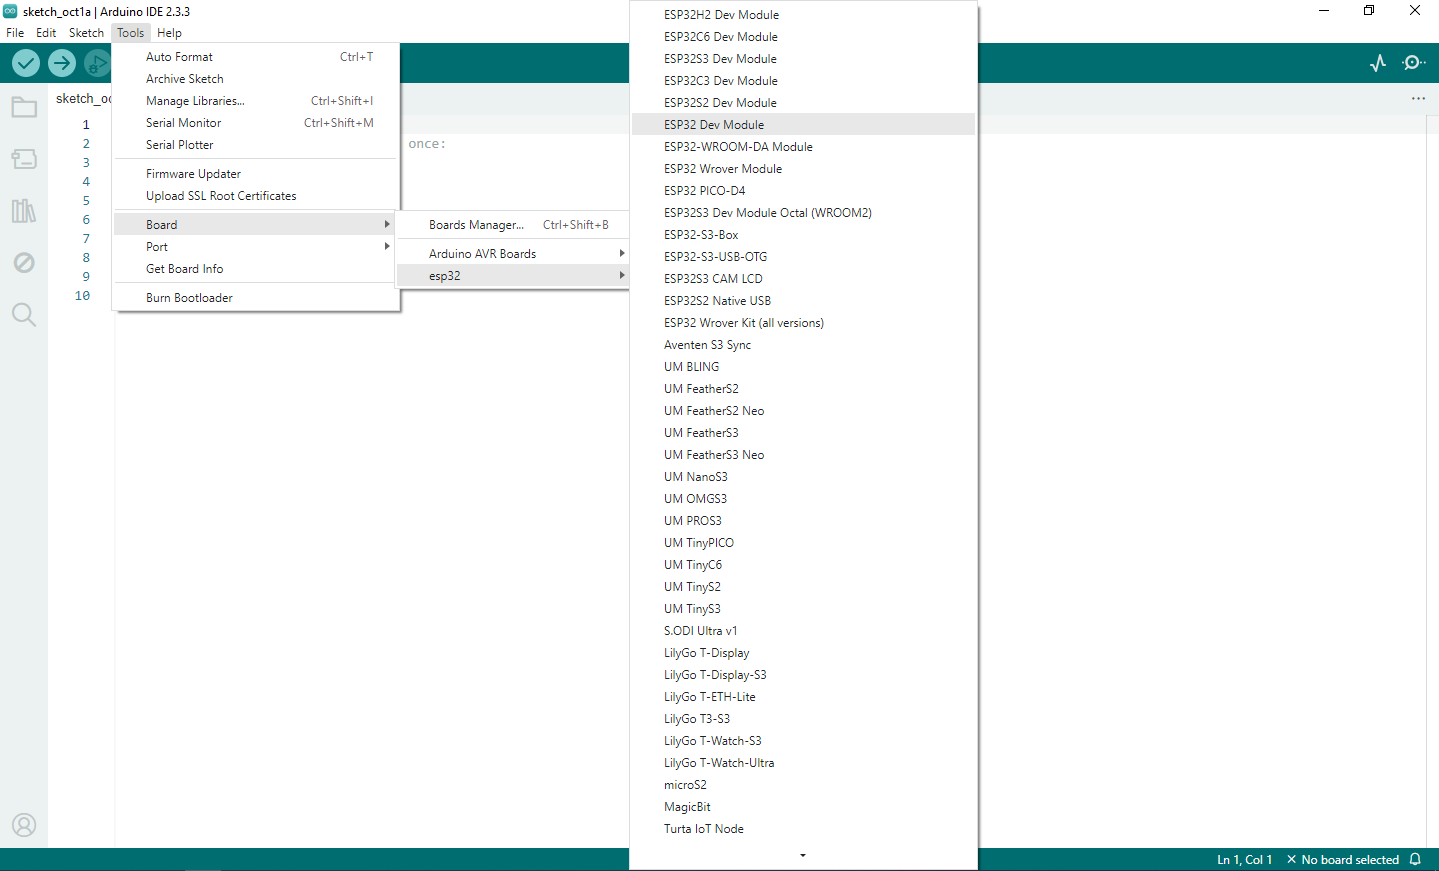 sketch_oct1a | Arduino IDE 2.3.3
File Edit Sketch Tools Help
sketch_oc
1
2
3
4
5
6
7
8
9
10
once:
Auto Format Ctrl+T
Archive Sketch
Manage Libraries... Ctrl+Shift+I
Serial Monitor Ctrl+Shift+M
Serial Plotter
Firmware Updater
Upload SSL Root Certificates
Board
Port
Get Board Info
Burn Bootloader
Boards Manager... Ctrl+Shift+B
Arduino AVR Boards
esp32
ESP32H2 Dev Module
ESP32C6 Dev Module
ESP32S3 Dev Module
ESP32C3 Dev Module
ESP32S2 Dev Module
ESP32 Dev Module
ESP32-WROOM-DA Module
ESP32 Wrover Module
ESP32 PICO-D4
ESP32S3 Dev Module Octal (WROOM2)
ESP32-S3-Box
ESP32-S3-USB-OTG
ESP32S3 CAM LCD
ESP32S2 Native USB
ESP32 Wrover Kit (all versions)
Aventen S3 Sync
UM BLING
UM FeatherS2
UM FeatherS2 Neo
UM FeatherS3
UM FeatherS3 Neo
UM NanoS3
UM OMGS3
UM PROS3
UM TinyPICO
UM TinyC6
UM TinyS2
UM TinyS3
S.ODI Ultra v1
LilyGo T-Display
LilyGo T-Display-S3
LilyGo T-ETH-Lite
LilyGo T3-S3
LilyGo T-Watch-S3
LilyGo T-Watch-Ultra
microS2
MagicBit
Turta IoT Node
Ln 1, Col 1 × No board selected